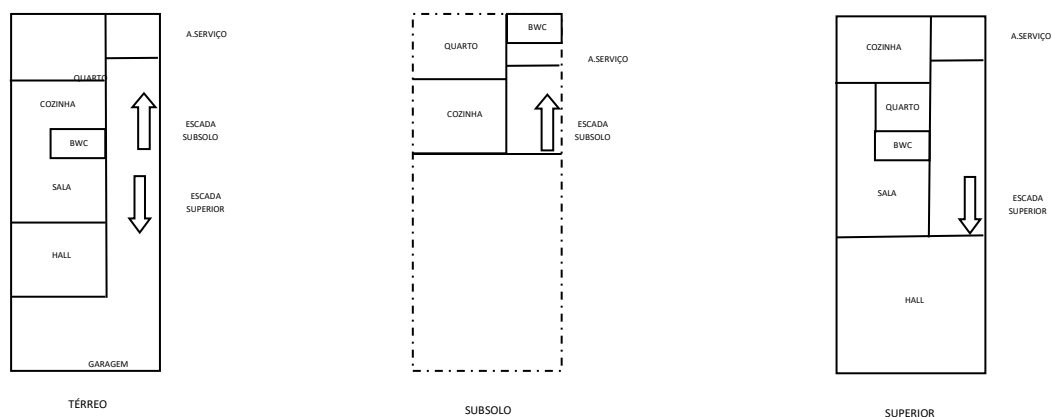 A.SERVIÇO
QUARTO
COZINHA
ESCADA
SUBSOLO
BWC
SALA
ESCADA
SUPERIOR
HALL
GARAGEM
TÉRREO
BWC
QUARTO
A.SERVIÇO
COZINHA
ESCADA
SUBSOLO
SUBSOLO
A.SERVIÇO
COZINHA
QUARTO
BWC
SALA
ESCADA
SUPERIOR
HALL
SUPERIOR